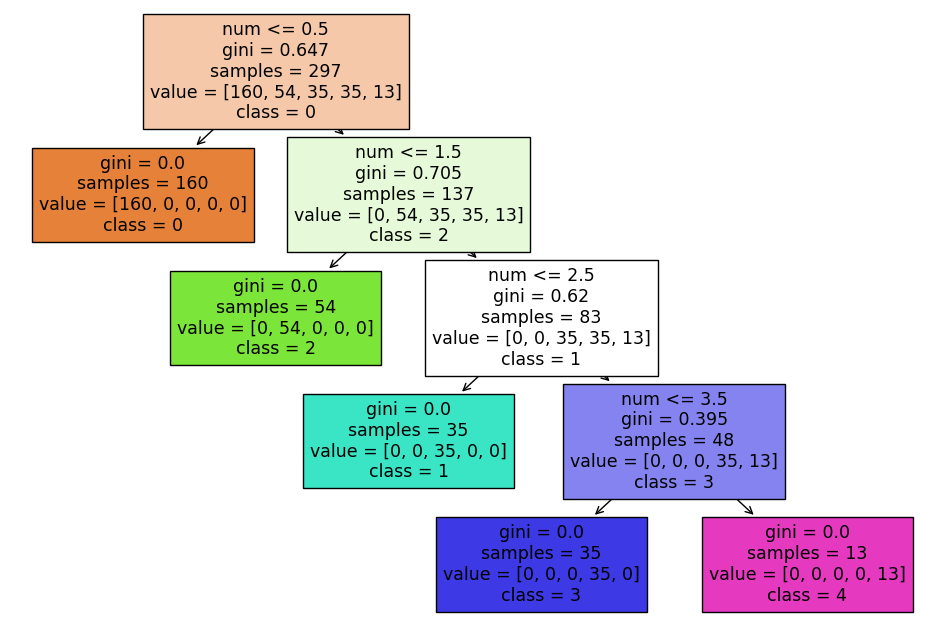 num <= 0.5
gini = 0.647
samples = 297
value = [160, 54, 35, 35, 13]
class = 0
gini = 0.0
samples = 160
value = [160, 0, 0, 0, 0]
class = 0
num <= 1.5
gini = 0.705
samples = 137
value = [0, 54, 35, 35, 13]
class = 2
gini = 0.0
samples = 54
value = [0, 54, 0, 0, 0]
class = 2
num <= 2.5
gini = 0.62
samples = 83
value = [0, 0, 35, 35, 13]
class = 1
gini = 0.0
samples = 35
value = [0, 0, 35, 0, 0]
class = 1
num <= 3.5
gini = 0.395
samples = 48
value = [0, 0, 0, 35, 13]
class = 3
gini = 0.0
samples = 35
value = [0, 0, 0, 35, 0]
class = 3
gini = 0.0
samples = 13
value = [0, 0, 0, 0, 13]
class = 4